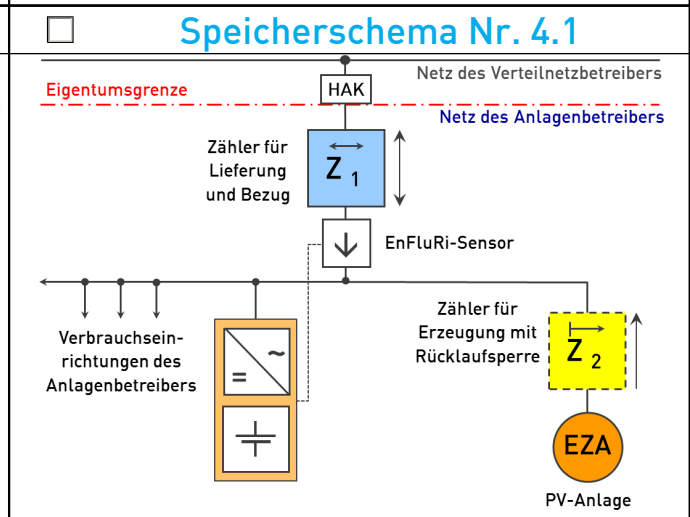 Speicherschema Nr. 4.1
Netz des Verteilnetzbetreibers
Eigentumsgrenze
HAK
Netz des Anlagenbetreibers
Zähler für
Lieferung
und Bezug
Z 1
EnFluRi-Sensor
Zähler für
Erzeugung mit
Rücklaufsperre
Z 2
Verbrauchsein-
richtungen des
Anlagenbetreibers
~
=
EZA
PV-Anlage